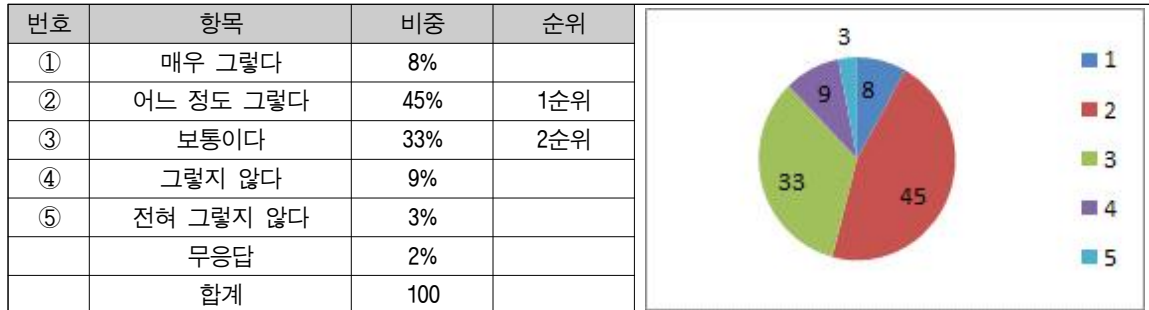 번호 항목 비중 순위
① 매우 그렇다 8%
② 어느 정도 그렇다 45% 1순위
③ 보통이다 33% 2순위
④ 그렇지 않다 9%
⑤ 전혀 그렇지 않다 3%
무응답 2%
합계 100
3
9 8
33
45
1
2
3
4
5